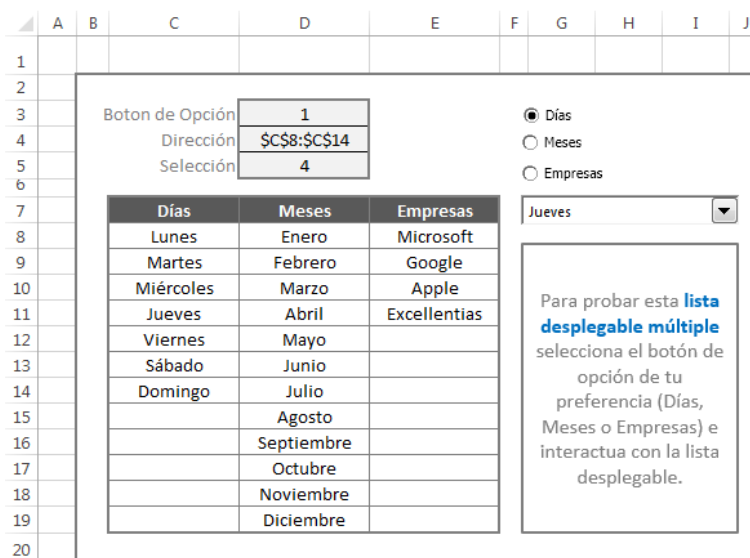 A B C D E F G H I J
1
2
3 Boton de Opción 1 Días
4 Dirección $C$8:$C$14 Meses
5 Selección 4 Empresas
6
7 Días Meses Empresas Jueves
8 Lunes Enero Microsoft
9 Martes Febrero Google
10 Miércoles Marzo Apple
11 Jueves Abril Excellentias
12 Viernes Mayo
13 Sábado Junio
14 Domingo Julio
15 Agosto
16 Septiembre
17 Octubre
18 Noviembre
19 Diciembre
20
Para probar esta lista
desplegable múltiple
selecciona el botón de
opción de tu
preferencia (Días,
Meses o Empresas) e
interactua con la lista
desplegable.